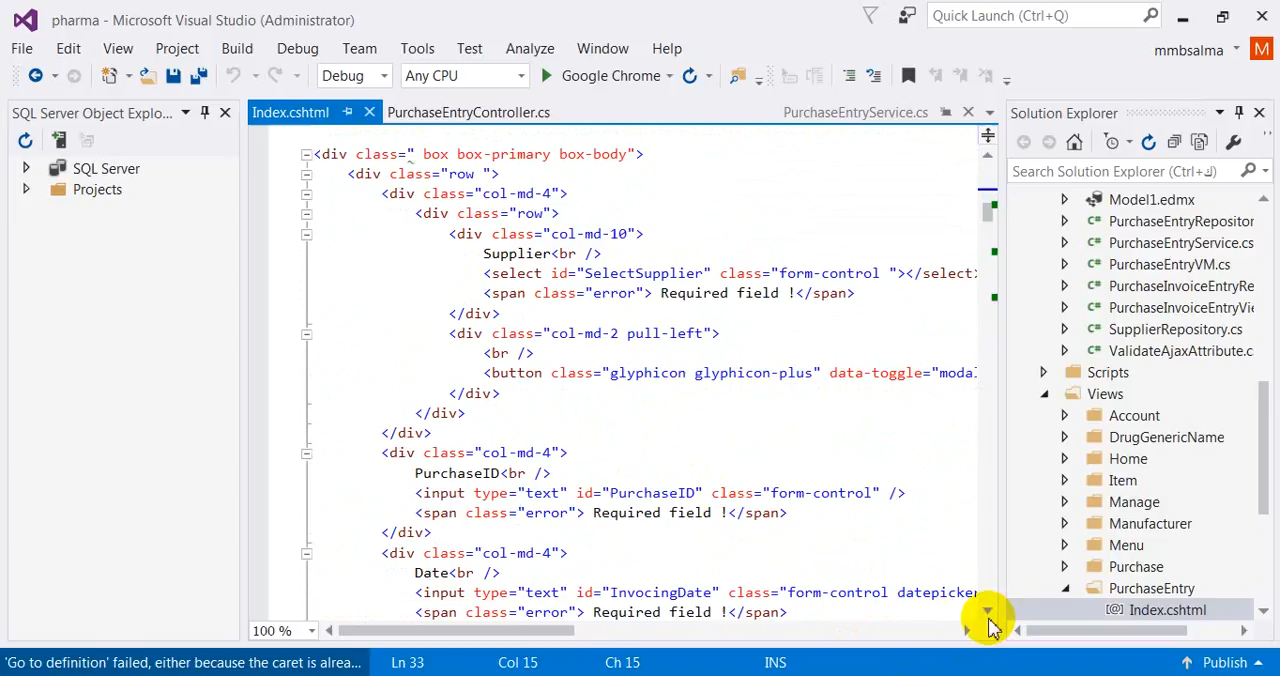 pharma - Microsoft Visual Studio (Administrator)
Quick Launch (Ctrl+Q)
File Edit View Project Build Debug Team Tools Test Analyze Window Help
mmbsalma
M
Debug Any CPU Google Chrome
SQL Server Object Explo...
Index.cshtml PurchaseEntryController.cs PurchaseEntryService.cs
Solution Explorer
Search Solution Explorer (Ctrl+ك)
SQL Server
Projects
<div class=" box box-primary box-body">
<div class="row ">
<div class="col-md-4">
<div class="row">
<div class="col-md-10">
Supplier<br />
<select id="SelectSupplier" class="form-control "></select>
<span class="error"> Required field !</span>
</div>
<div class="col-md-2 pull-left">
<br />
<button class="glyphicon glyphicon-plus" data-toggle="modal
</div>
</div>
</div>
<div class="col-md-4">
PurchaseID<br />
<input type="text" id="PurchaseID" class="form-control" />
<span class="error"> Required field !</span>
</div>
<div class="col-md-4">
Date<br />
<input type="text" id="InvocingDate" class="form-control datepicker
<span class="error"> Required field !</span>
Model1.edmx
PurchaseEntryRepositor
PurchaseEntryService.cs
PurchaseEntryVM.cs
PurchaseInvoiceEntryRe
PurchaseInvoiceEntryVi
SupplierRepository.cs
ValidateAjaxAttribute.c
Scripts
Views
Account
DrugGenericName
Home
Item
Manage
Manufacturer
Menu
Purchase
PurchaseEntry
Index.cshtml
100 %
'Go to definition' failed, either because the caret is alrea...
Ln 33 Col 15 Ch 15 INS
Publish